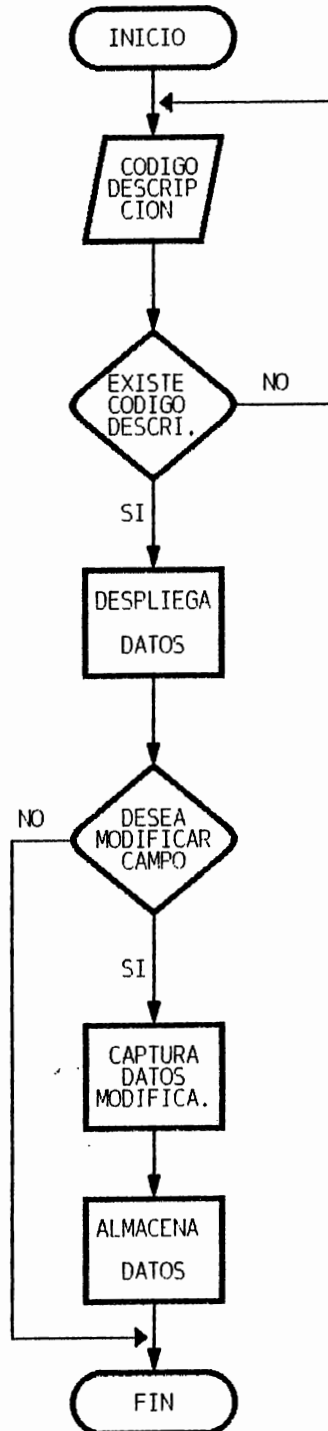 INICIO
CODIGO
DESCRIP
CION
EXISTE
CODIGO
DESCRI.
NO
SI
DESPLIEGA
DATOS
NO
DESEA
MODIFICAR
CAMPO
SI
CAPTURA
DATOS
MODIFICA.
ALMACENA
DATOS
FIN